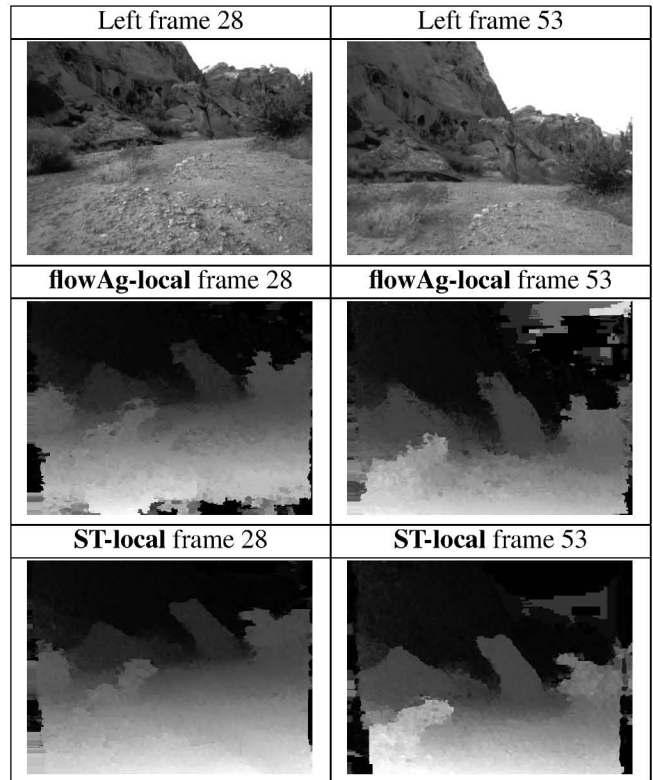 Left frame 28
Left frame 53
flowAg-local frame 28
flowAg-local frame 53
ST-local frame 28
ST-local frame 53